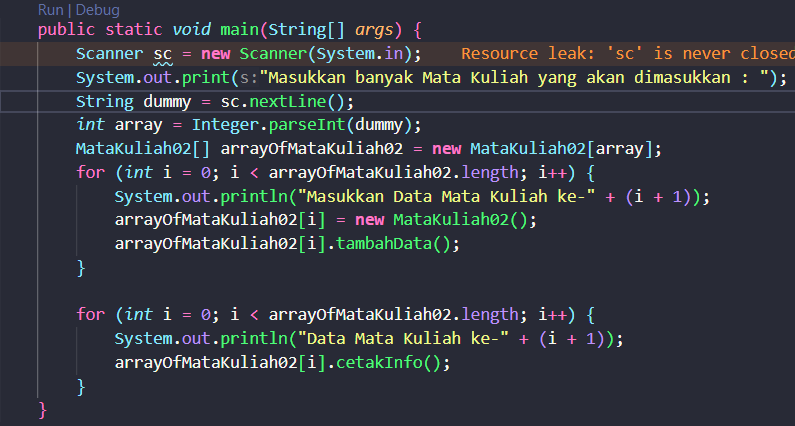 Run | Debug
public static void main(String[] args) {
Scanner sc = new Scanner(System.in);    Resource leak: 'sc' is never closed
System.out.print(s:"Masukkan banyak Mata Kuliah yang akan dimasukkan : ");
String dummy = sc.nextLine();
int array = Integer.parseInt(dummy);
MataKuliah02[] arrayOfMataKuliah02 = new MataKuliah02[array];
for (int i = 0; i < arrayOfMataKuliah02.length; i++) {
System.out.println("Masukkan Data Mata Kuliah ke-" + (i + 1));
arrayOfMataKuliah02[i] = new MataKuliah02();
arrayOfMataKuliah02[i].tambahData();
}
for (int i = 0; i < arrayOfMataKuliah02.length; i++) {
System.out.println("Data Mata Kuliah ke-" + (i + 1));
arrayOfMataKuliah02[i].cetakInfo();
}
}